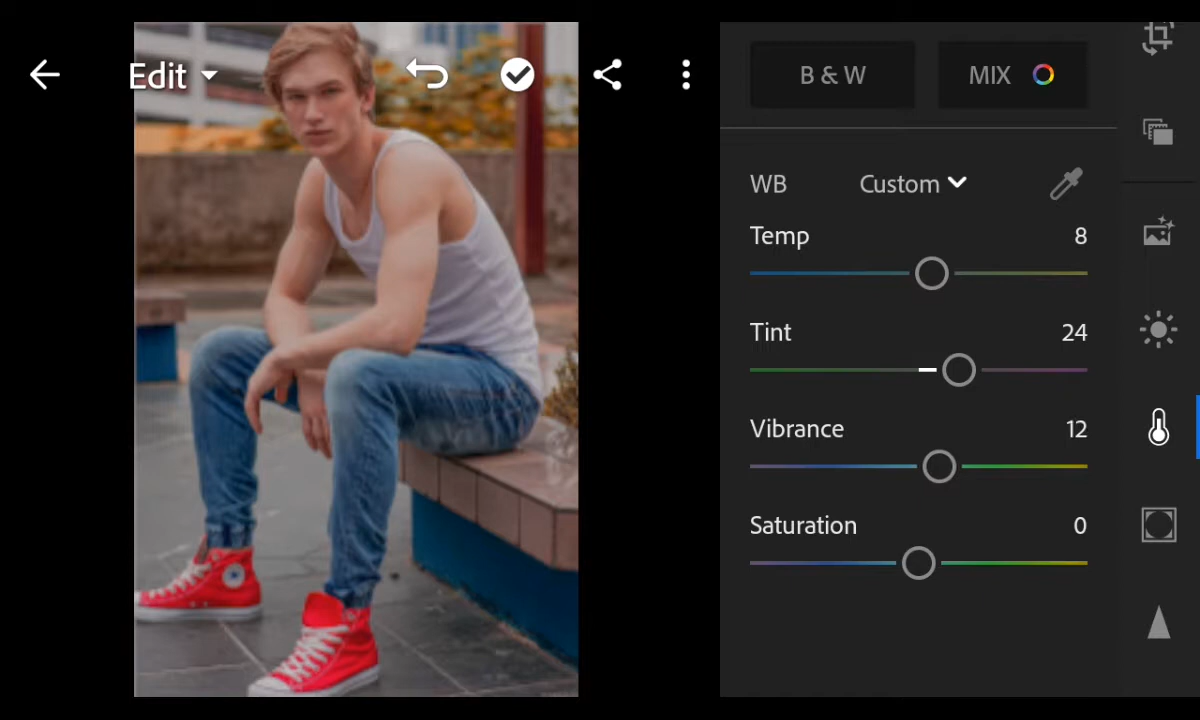 Edit
B & W
MIX
WB
Custom
Temp
8
Tint
24
Vibrance
12
Saturation
0